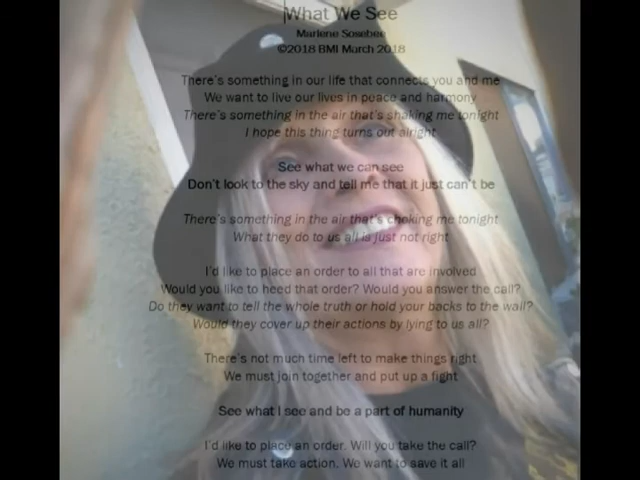 What We See
Marlene Sosebee
©2018 BMI March 2018
There's something in our life that connects you and me
We want to live our lives in peace and harmony
There's something in the air that's shaking me tonight
I hope this thing turns out alright
See what we can see
Don't look to the sky and tell me that it just can't be
There's something in the air that's choking me tonight
What they do to us all is just not right
I'd like to place an order to all that are involved
Would you like to heed that order? Would you answer the call?
Do they want to tell the whole truth or hold your backs to the wall?
Would they cover up their actions by lying to us all?
There's not much time left to make things right
We must join together and put up a fight
See what I see and be a part of humanity
I'd like to place an order. Will you take the call?
We must take action. We want to save it all